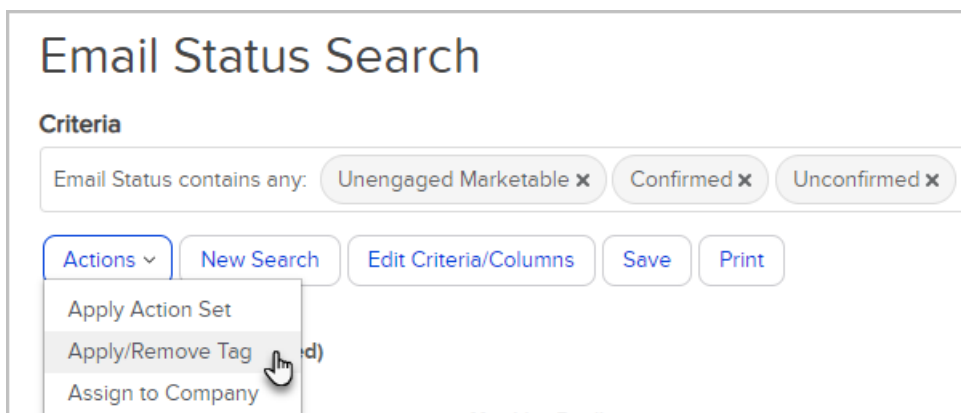 Email Status Search
Criteria
Email Status contains any: Unengaged Marketable × Confirmed × Unconfirmed ×
Actions New Search Edit Criteria/Columns Save Print
Apply Action Set
Apply/Remove Tag ed)
Assign to Company